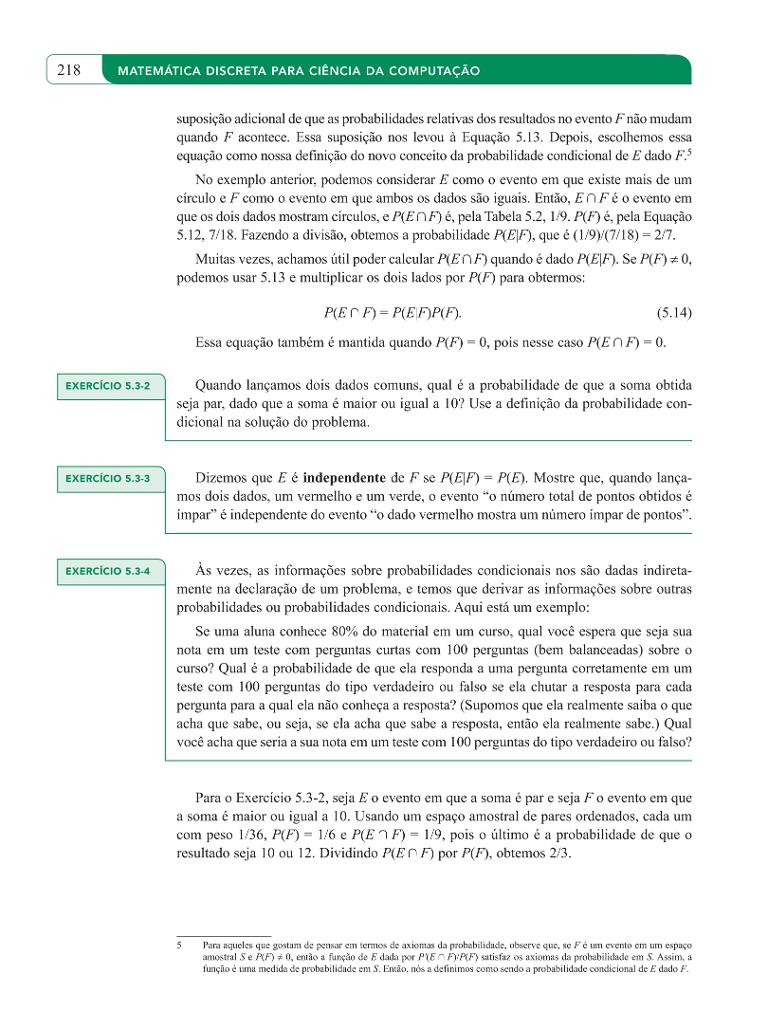 218
MATEMÁTICA DISCRETA PARA CIÊNCIA DA COMPUTAÇÃO
suposição adicional de que as probabilidades relativas dos resultados no evento F não mudam
quando F acontece. Essa suposição nos levou à Equação 5.13. Depois, escolhemos essa
equação como nossa definição do novo conceito da probabilidade condicional de E dado F.⁵
No exemplo anterior, podemos considerar E como o evento em que existe mais de um
círculo e F como o evento em que ambos os dados são iguais. Então, E ∩ F é o evento em
que os dois dados mostram círculos, e P(E ∩ F) é, pela Tabela 5.2, 1/9. P(F) é, pela Equação
5.12, 7/18. Fazendo a divisão, obtemos a probabilidade P(E|F), que é (1/9)/(7/18) = 2/7.
Muitas vezes, achamos útil poder calcular P(E ∩ F) quando é dado P(E|F). Se P(F) ≠ 0,
podemos usar 5.13 e multiplicar os dois lados por P(F) para obtermos:
P(E ∩ F) = P(E|F)P(F). (5.14)
Essa equação também é mantida quando P(F) = 0, pois nesse caso P(E ∩ F) = 0.
EXERCÍCIO 5.3-2
Quando lançamos dois dados comuns, qual é a probabilidade de que a soma obtida
seja par, dado que a soma é maior ou igual a 10? Use a definição da probabilidade con-
dicional na solução do problema.
EXERCÍCIO 5.3-3
Dizemos que E é independente de F se P(E|F) = P(E). Mostre que, quando lança-
mos dois dados, um vermelho e um verde, o evento “o número total de pontos obtidos é
ímpar” é independente do evento “o dado vermelho mostra um número ímpar de pontos”.
EXERCÍCIO 5.3-4
Às vezes, as informações sobre probabilidades condicionais nos são dadas indireta-
mente na declaração de um problema, e temos que derivar as informações sobre outras
probabilidades ou probabilidades condicionais. Aqui está um exemplo:
Se uma aluna conhece 80% do material em um curso, qual você espera que seja sua
nota em um teste com perguntas curtas com 100 perguntas (bem balanceadas) sobre o
curso? Qual é a probabilidade de que ela responda a uma pergunta corretamente em um
teste com 100 perguntas do tipo verdadeiro ou falso se ela chutar a resposta para cada
pergunta para a qual ela não conheça a resposta? (Supomos que ela realmente saiba o que
acha que sabe, ou seja, se ela acha que sabe a resposta, então ela realmente sabe.) Qual
você acha que seria a sua nota em um teste com 100 perguntas do tipo verdadeiro ou falso?
Para o Exercício 5.3-2, seja E o evento em que a soma é par e seja F o evento em que
a soma é maior ou igual a 10. Usando um espaço amostral de pares ordenados, cada um
com peso 1/36, P(F) = 1/6 e P(E ∩ F) = 1/9, pois o último é a probabilidade de que o
resultado seja 10 ou 12. Dividindo P(E ∩ F) por P(F), obtemos 2/3.
5 Para aqueles que gostam de pensar em termos de axiomas da probabilidade, observe que, se F é um evento em um espaço
amostral S e P(F) ≠ 0, então a função de E dada por P'(E ∩ F)/P(F) satisfaz os axiomas da probabilidade em S. Assim, a
função é uma medida de probabilidade em S. Então, nós a definimos como sendo a probabilidade condicional de E dado F.